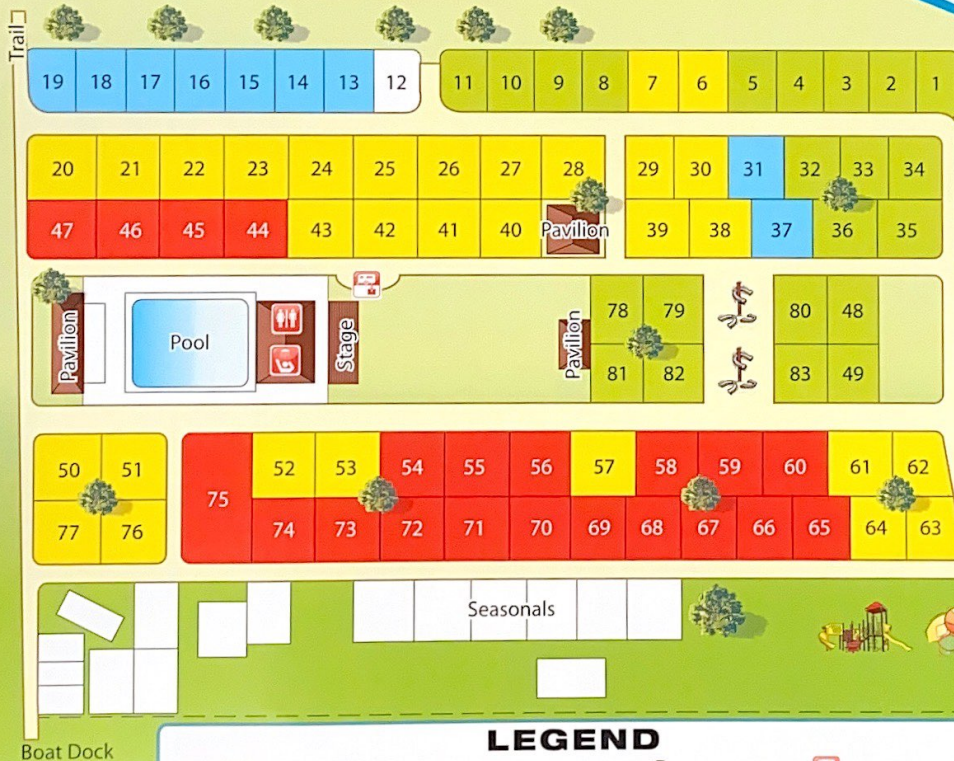 Trail
19 18 17 16 15 14 13 12 11 10 9 8 7 6 5 4 3 2 1
20 21 22 23 24 25 26 27 28 29 30 31 32 33 34
47 46 45 44 43 42 41 40 Pavilion 39 38 37 36 35
Pavilion
Pool
Stage
Pavilion
78 79 80 48
81 82 83 49
50 51 52 53 54 55 56 57 58 59 60 61 62
75
77 76 74 73 72 71 70 69 68 67 66 65 64 63
Seasonals
Boat Dock
LEGEND